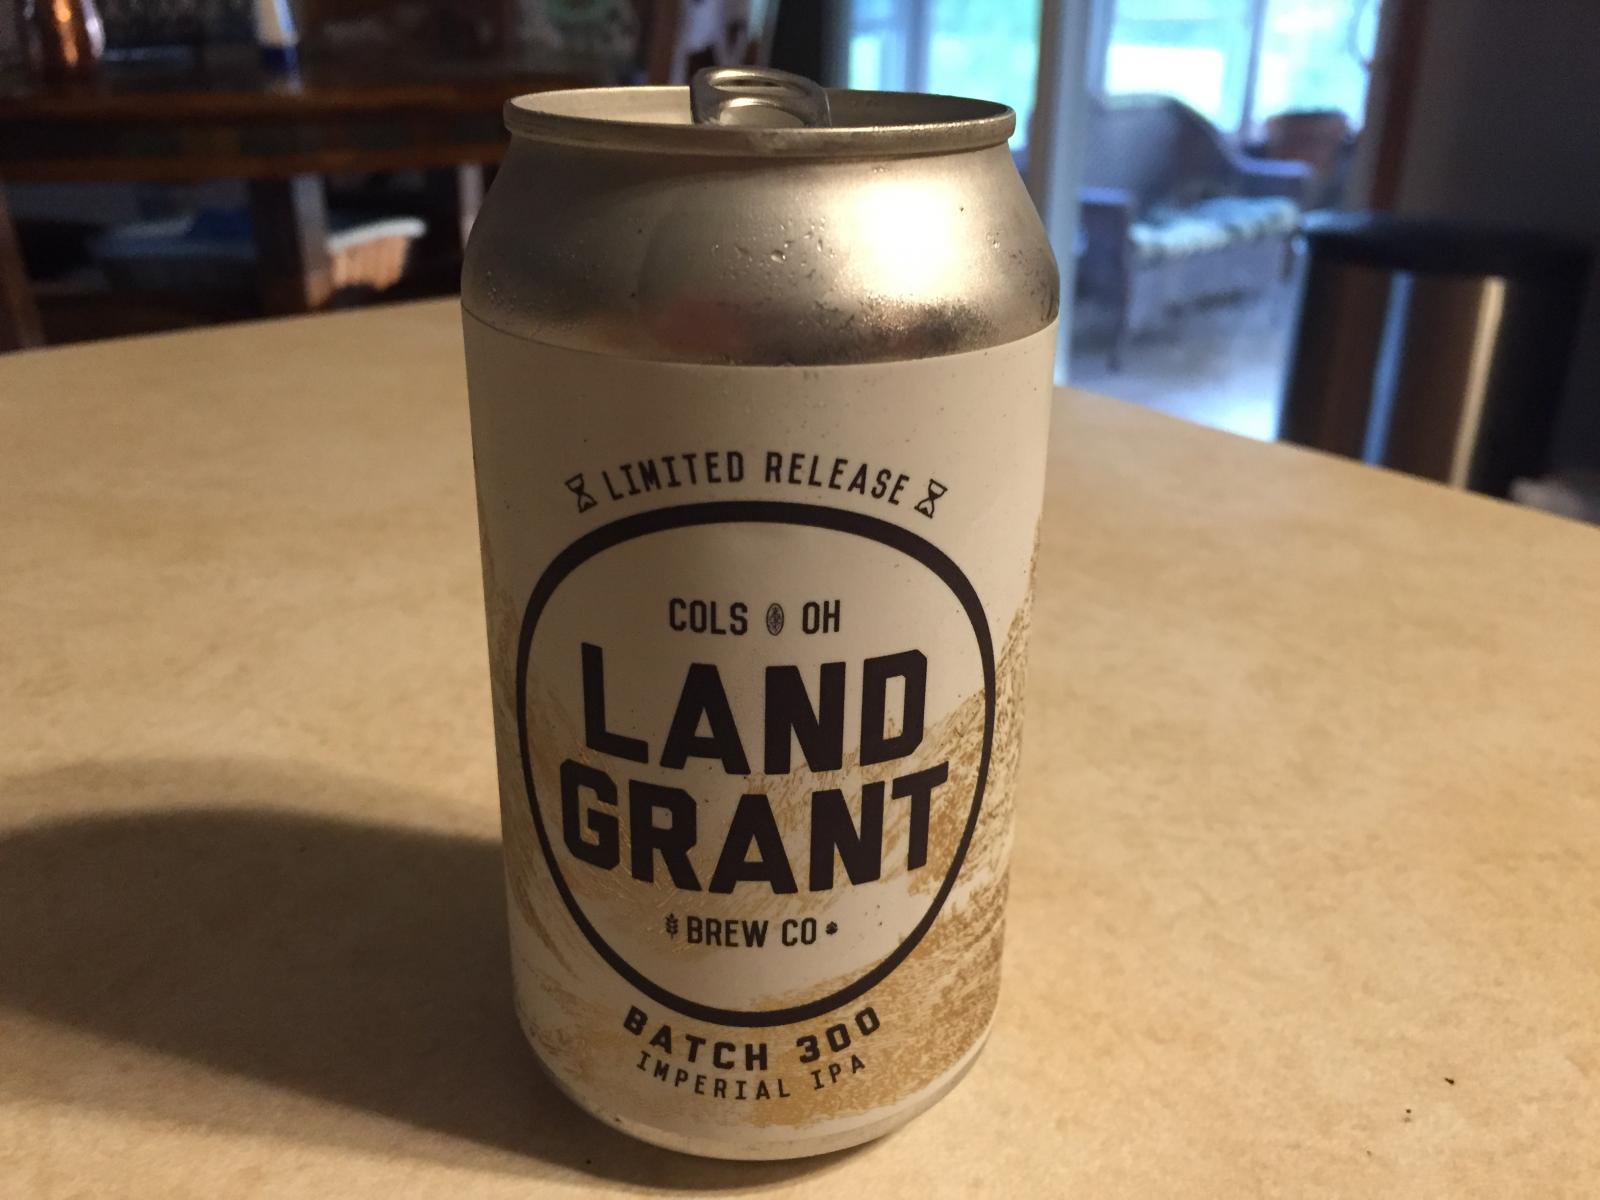 LIMITED RELEASE
COLS OH
LAND
GRANT
BREW CO
BATCH 300
IMPERIAL IPA